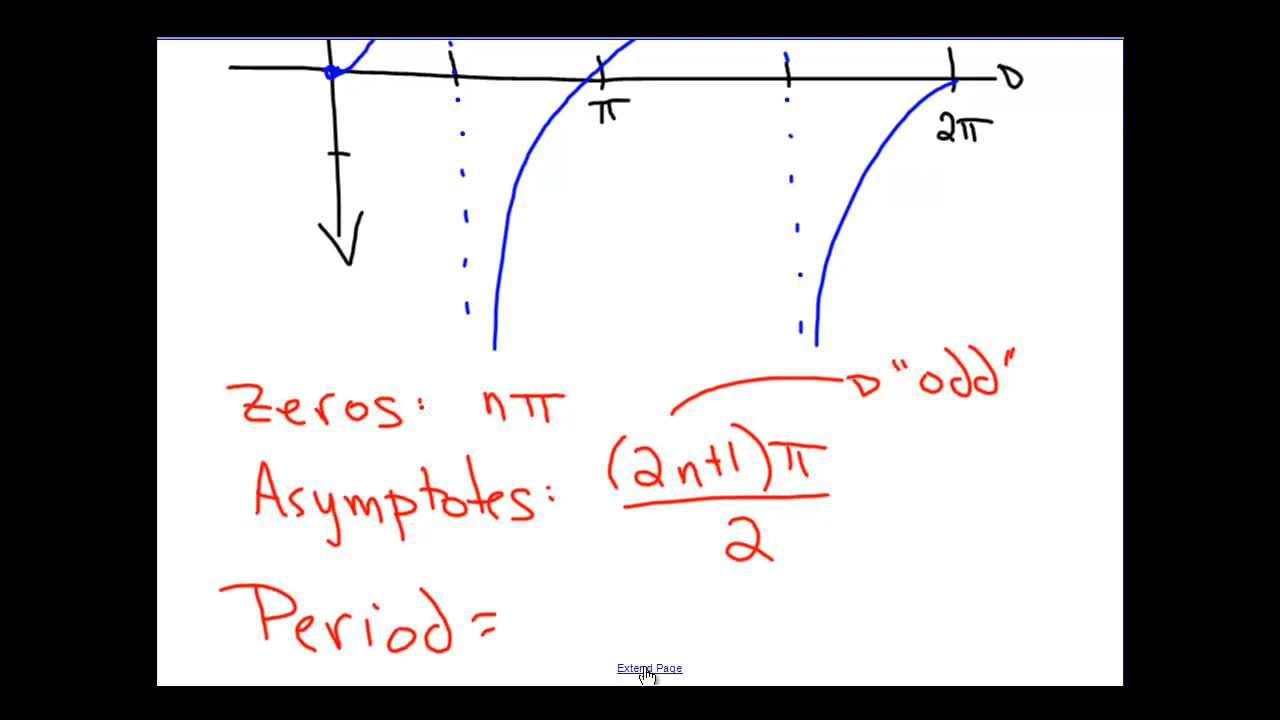 π
2π
Zeros: nπ
"odd"
Asymptotes: (2n+1)π
2
Period =
Extend Page